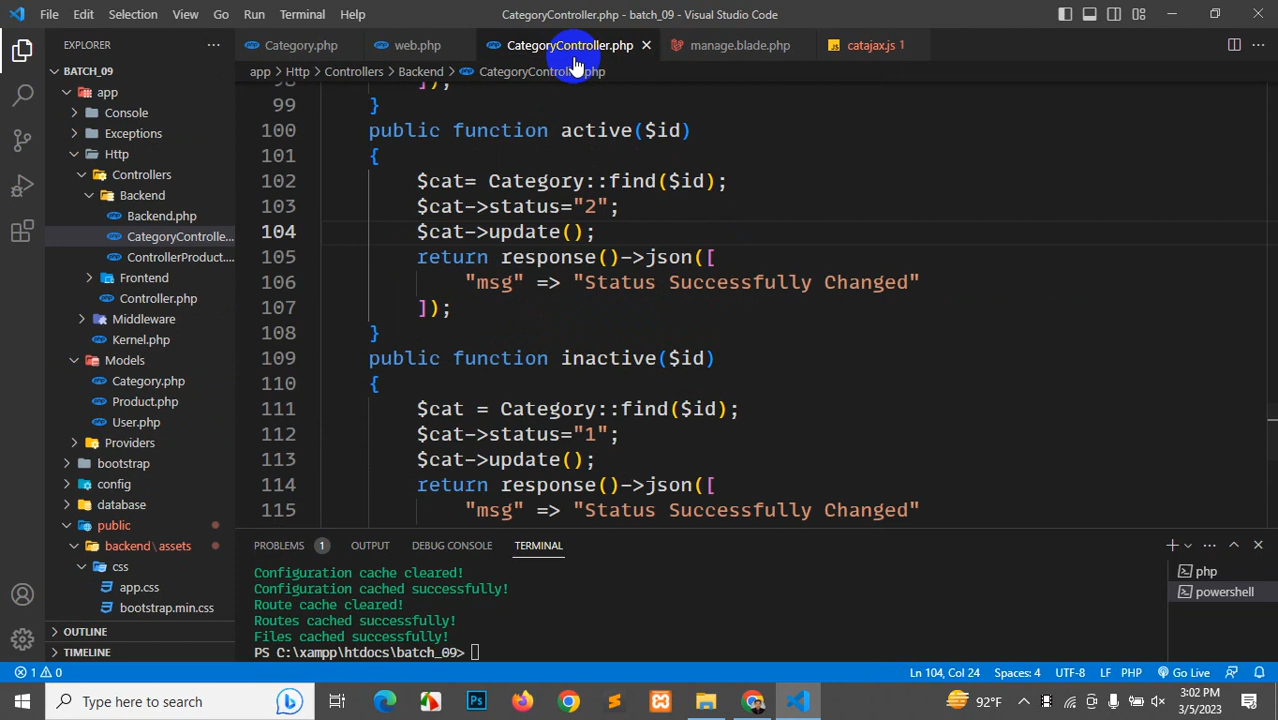 File Edit Selection View Go Run Terminal Help CategoryController.php - batch_09 - Visual Studio Code
EXPLORER ··· Category.php web.php CategoryController.php manage.blade.php catajax.js 1
BATCH_09
app > Http > Controllers > Backend > CategoryContro .php
app
Console
Exceptions
Http
Controllers
Backend
Backend.php
CategoryControlle...
ControllerProduct....
Frontend
Controller.php
Middleware
Kernel.php
Models
Category.php
Product.php
User.php
Providers
bootstrap
config
database
public
backend\assets
css
app.css
bootstrap.min.css
OUTLINE
TIMELINE
98 ]);
99 }
100 public function active($id)
101 {
102 $cat= Category::find($id);
103 $cat->status="2";
104 $cat->update();
105 return response()->json([
106 "msg" => "Status Successfully Changed"
107 ]);
108 }
109 public function inactive($id)
110 {
111 $cat = Category::find($id);
112 $cat->status="1";
113 $cat->update();
114 return response()->json([
115 "msg" => "Status Successfully Changed"
PROBLEMS 1 OUTPUT DEBUG CONSOLE TERMINAL
Configuration cache cleared!
Configuration cached successfully!
Route cache cleared!
Routes cached successfully!
Files cached successfully!
PS C:\xampp\htdocs\batch_09>
php
powershell
1 0 Ln 104, Col 24 Spaces: 4 UTF-8 LF PHP Go Live
Type here to search Ps 92°F 3:02 PM
3/5/2023